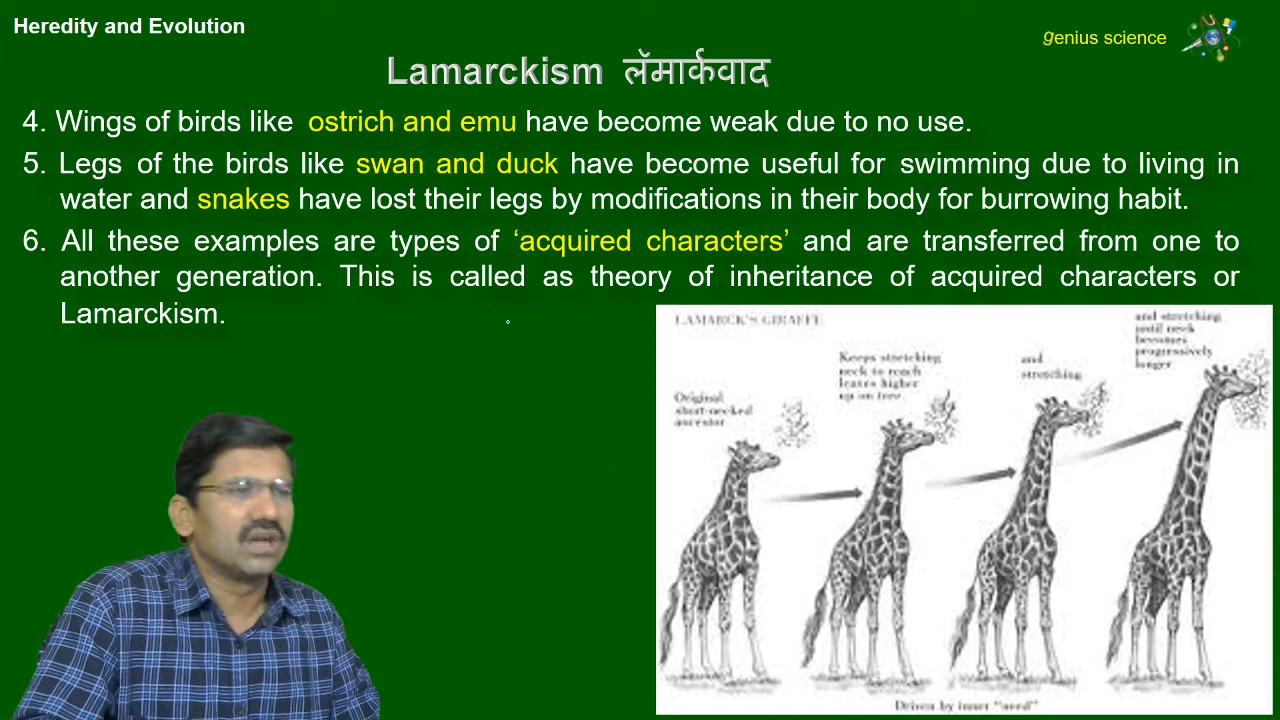 Heredity and Evolution
genius science
Lamarckism लॅमार्कवाद
4. Wings of birds like ostrich and emu have become weak due to no use.
5. Legs of the birds like swan and duck have become useful for swimming due to living in
water and snakes have lost their legs by modifications in their body for burrowing habit.
6. All these examples are types of ‘acquired characters’ and are transferred from one to
another generation. This is called as theory of inheritance of acquired characters or
Lamarckism.
LAMARCK'S GIRAFFE
Original
short-necked
ancestor
Keeps stretching
neck to reach
leaves higher
up on tree
and
stretching
and stretching
until neck
becomes
progressively
longer
Driven by inner "need"